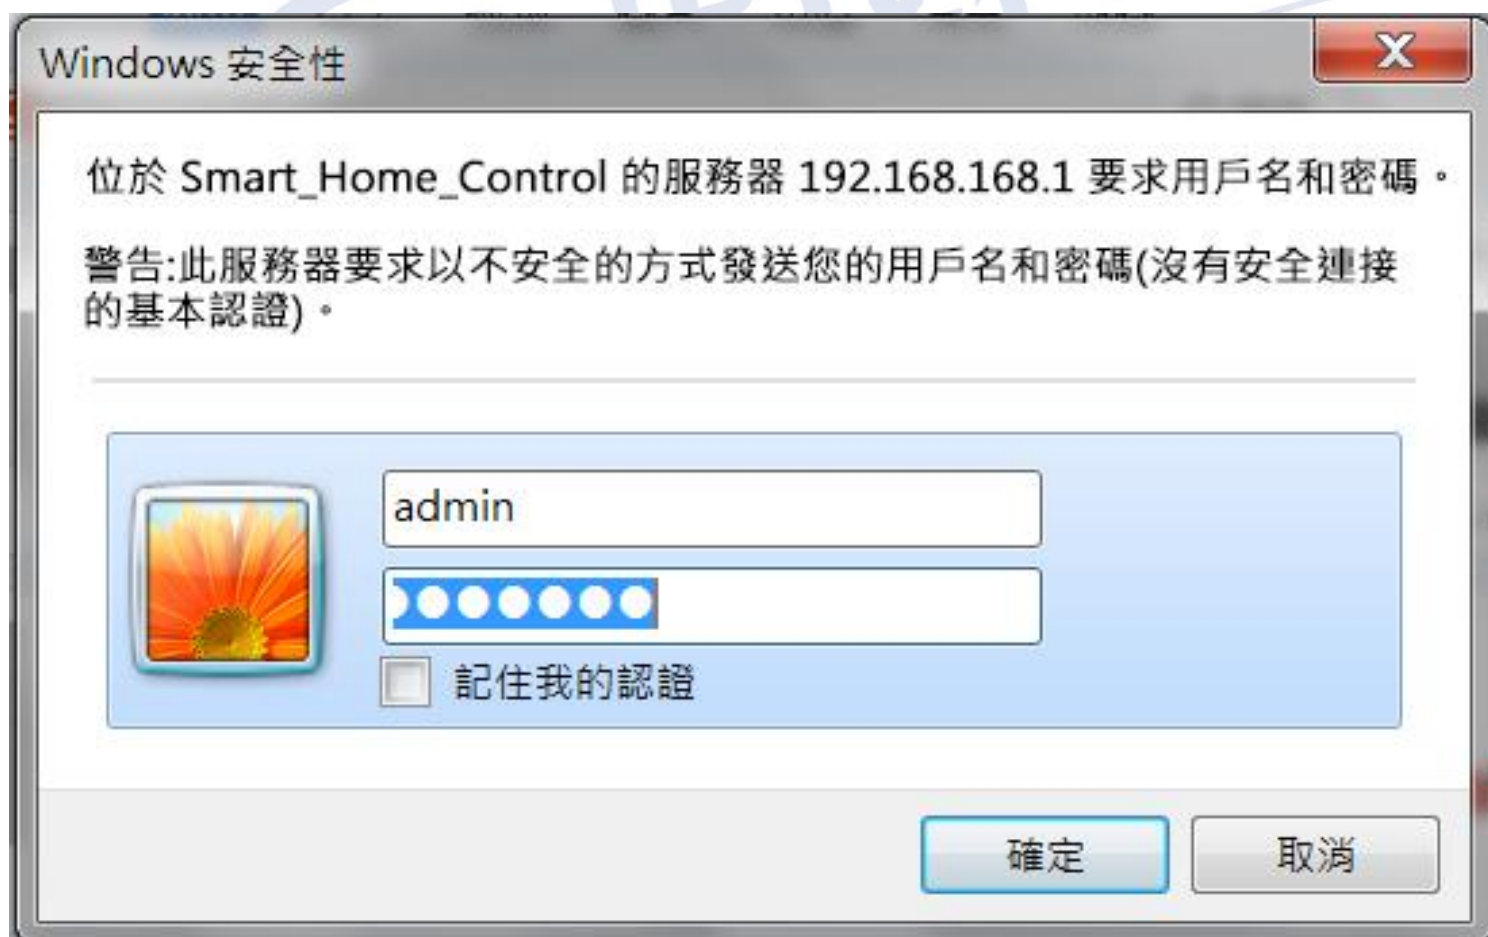 Windows 安全性
位於 Smart_Home_Control 的服務器 192.168.168.1 要求用戶名和密碼。
警告:此服務器要求以不安全的方式發送您的用戶名和密碼(沒有安全連接
的基本認證)。
admin
記住我的認證
確定
取消